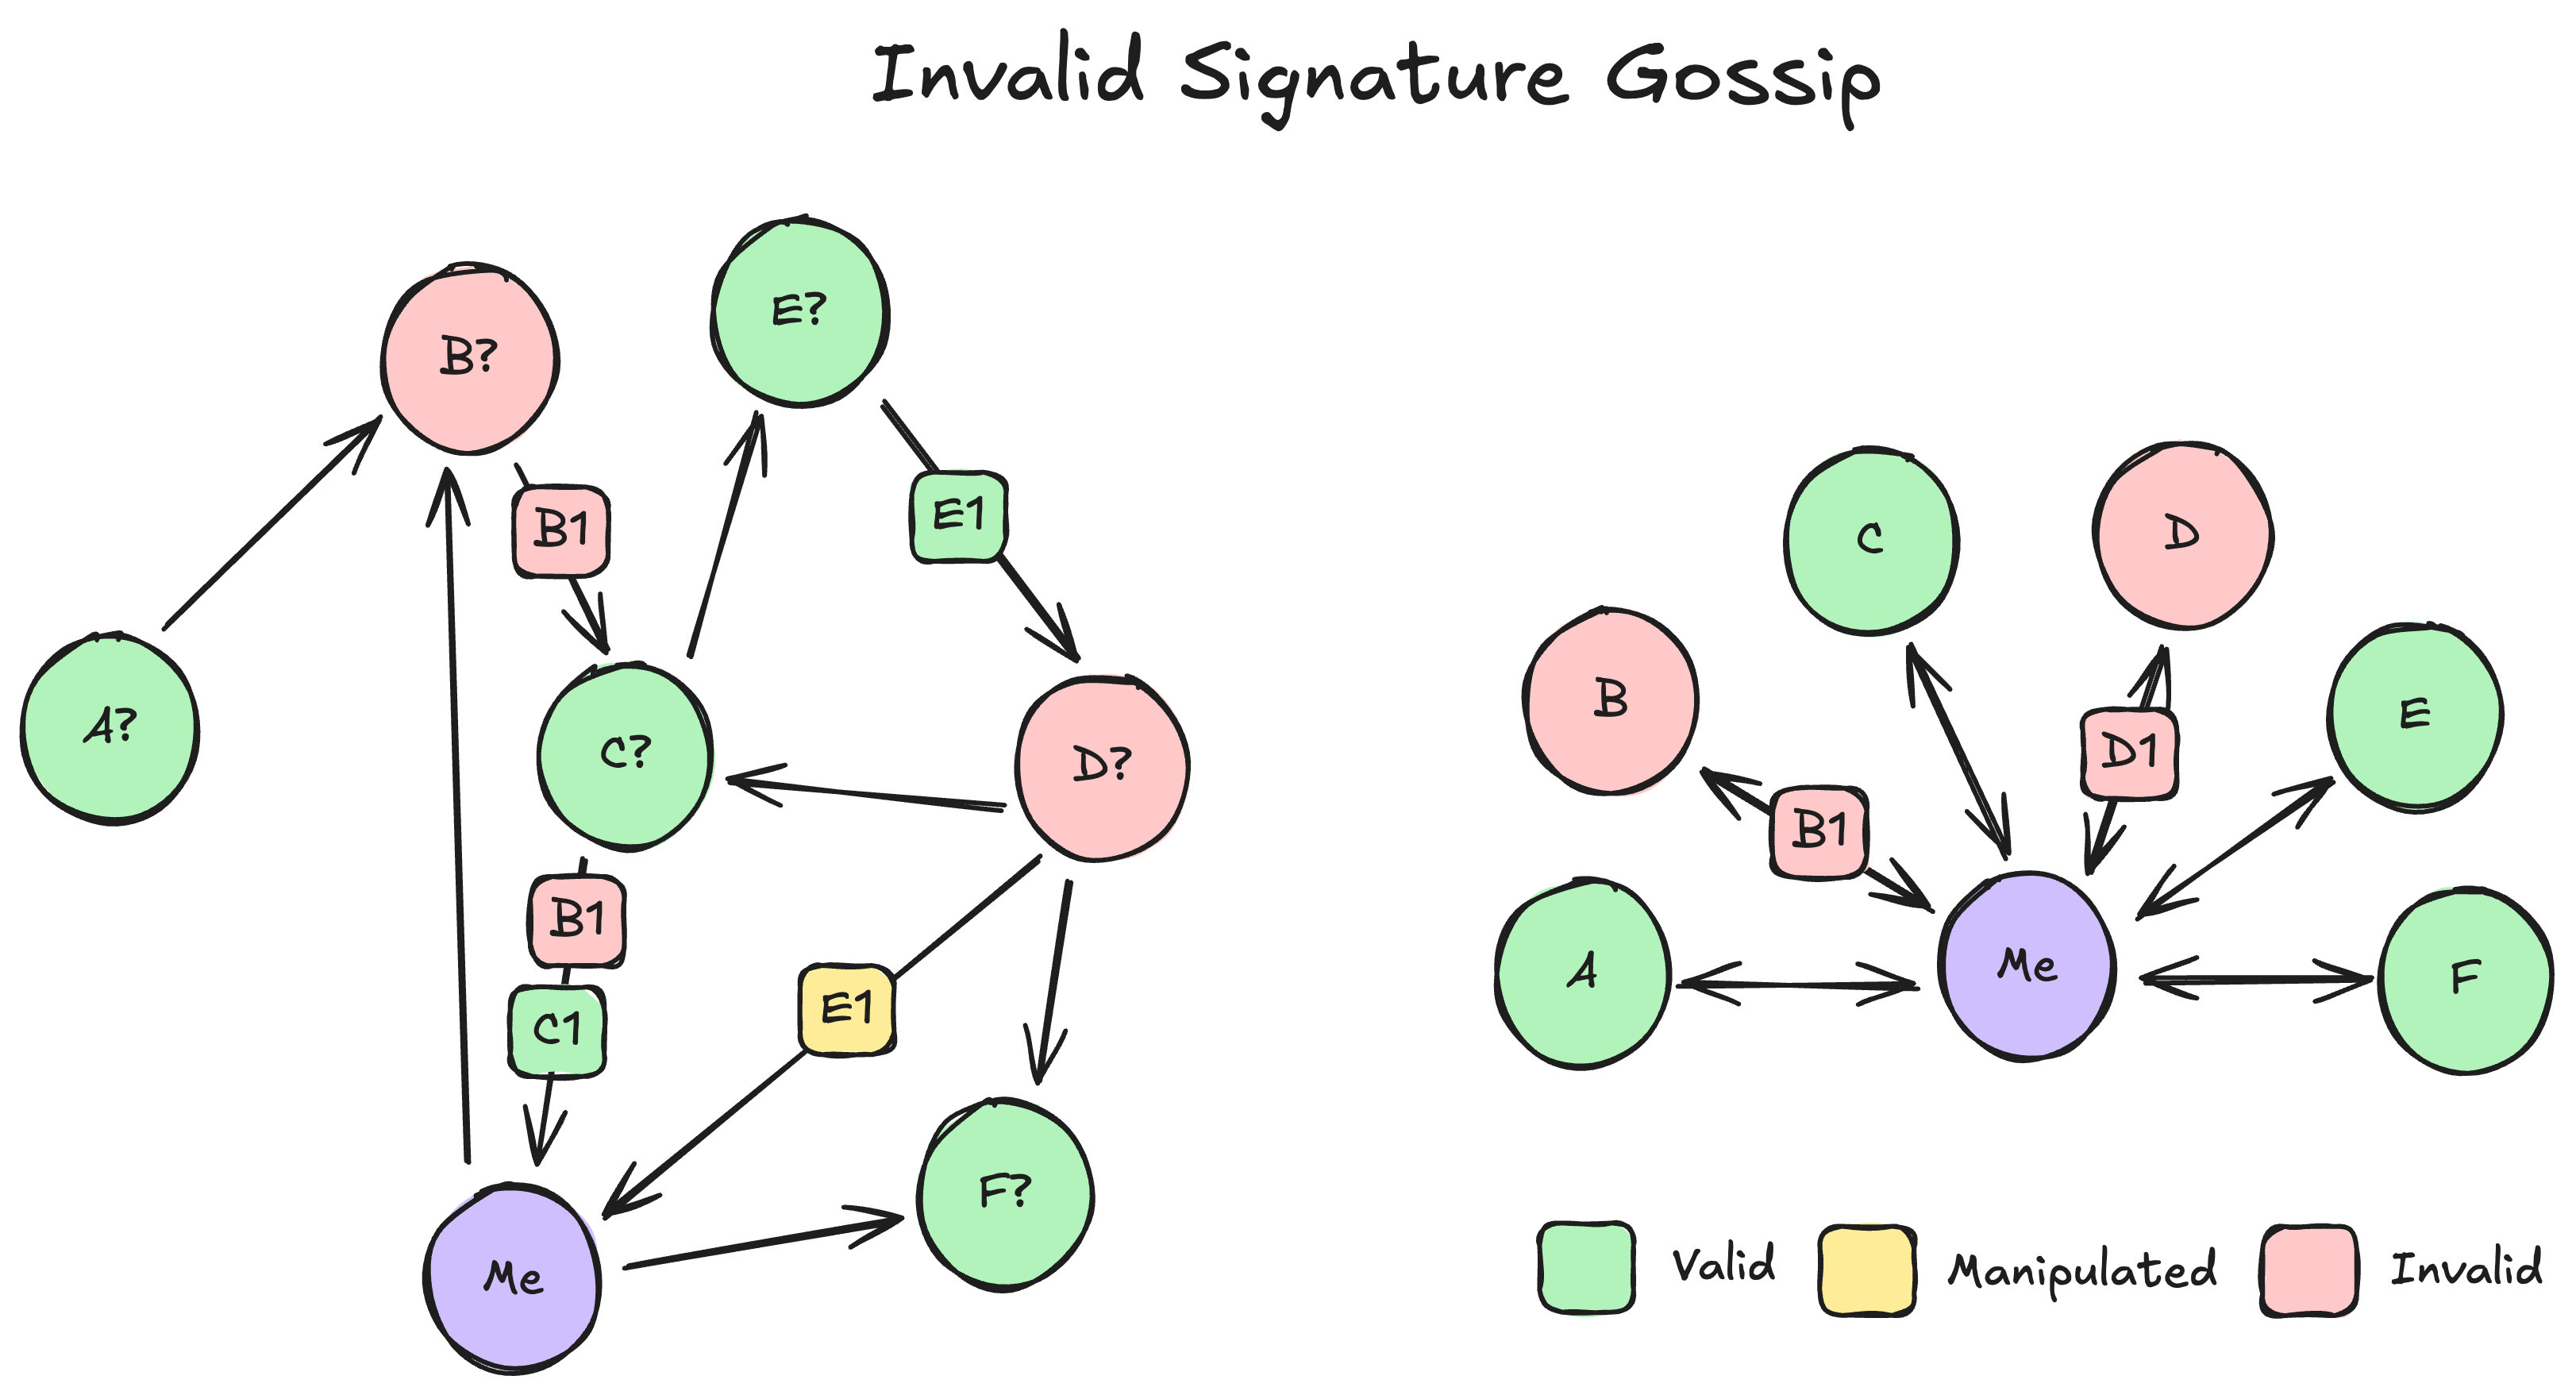 Invalid Signature Gossip
E?
B?
E1
B1
A?
C?
D?
B1
E1
C1
F?
Me
C
D
B
E
D1
B1
A
Me
F
Valid
Manipulated
Invalid